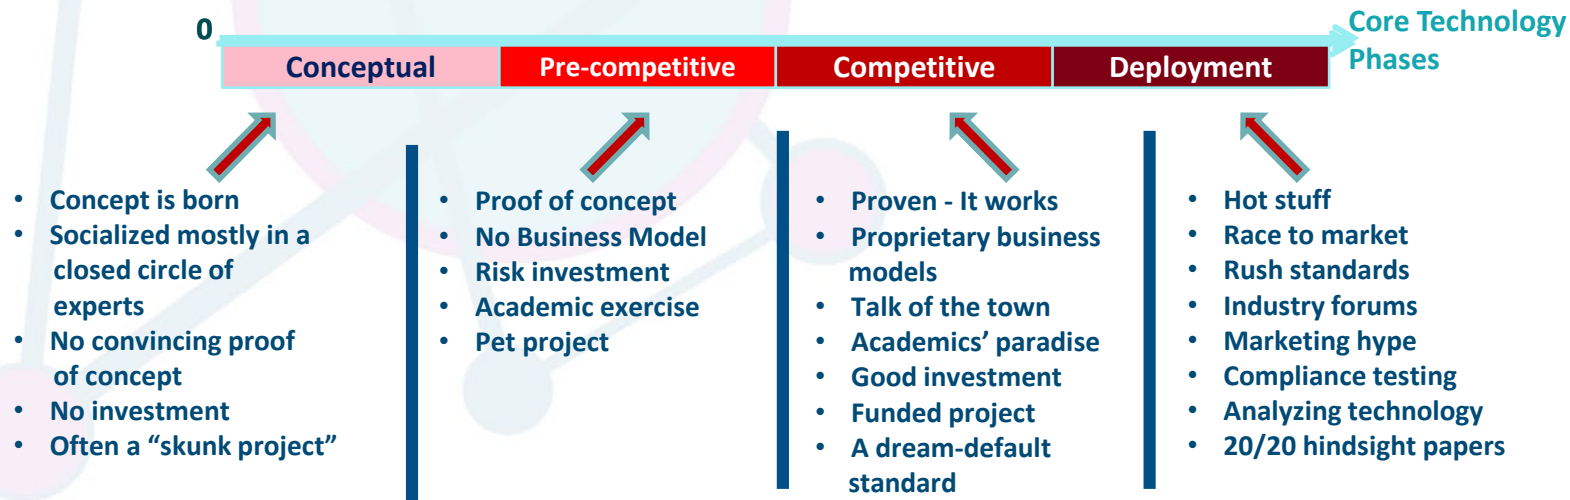 0
Core Technology
Phases
Conceptual
Pre-competitive
Competitive
Deployment
• Concept is born
• Socialized mostly in a
closed circle of
experts
• No convincing proof
of concept
• No investment
• Often a “skunk project”
• Proof of concept
• No Business Model
• Risk investment
• Academic exercise
• Pet project
• Proven - It works
• Proprietary business
models
• Talk of the town
• Academics’ paradise
• Good investment
• Funded project
• A dream-default
standard
• Hot stuff
• Race to market
• Rush standards
• Industry forums
• Marketing hype
• Compliance testing
• Analyzing technology
• 20/20 hindsight papers